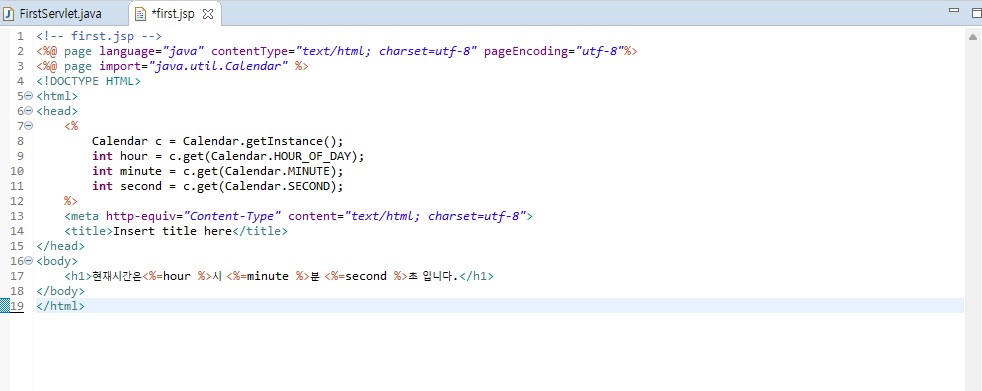 FirstServlet.java *first.jsp
1 <!-- first.jsp -->
2 <%@ page language="java" contentType="text/html; charset=utf-8" pageEncoding="utf-8"%>
3 <%@ page import="java.util.Calendar" %>
4 <!DOCTYPE HTML>
5 <html>
6 <head>
7 <%
8 Calendar c = Calendar.getInstance();
9 int hour = c.get(Calendar.HOUR_OF_DAY);
10 int minute = c.get(Calendar.MINUTE);
11 int second = c.get(Calendar.SECOND);
12 %>
13 <meta http-equiv="Content-Type" content="text/html; charset=utf-8">
14 <title>Insert title here</title>
15 </head>
16 <body>
17 <h1>현재시간은<%=hour %>시 <%=minute %>분 <%=second %>초 입니다.</h1>
18 </body>
19 </html>